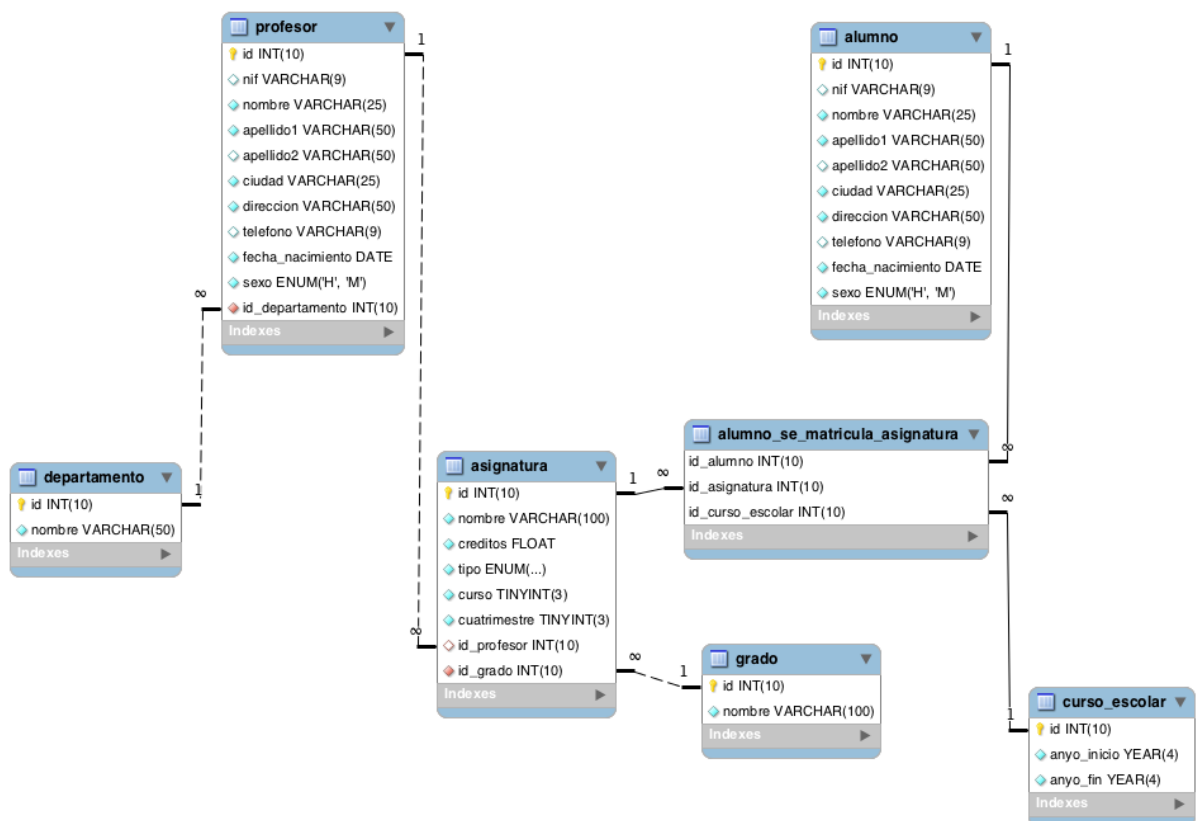 profesor
id INT(10)
nif VARCHAR(9)
nombre VARCHAR(25)
apellido1 VARCHAR(50)
apellido2 VARCHAR(50)
ciudad VARCHAR(25)
direccion VARCHAR(50)
telefono VARCHAR(9)
fecha_nacimiento DATE
sexo ENUM('H', 'M')
id_departamento INT(10)
Indexes
1
∞
alumno
id INT(10)
nif VARCHAR(9)
nombre VARCHAR(25)
apellido1 VARCHAR(50)
apellido2 VARCHAR(50)
ciudad VARCHAR(25)
direccion VARCHAR(50)
telefono VARCHAR(9)
fecha_nacimiento DATE
sexo ENUM('H', 'M')
Indexes
1
departamento
id INT(10)
nombre VARCHAR(50)
Indexes
1
asignatura
id INT(10)
nombre VARCHAR(100)
creditos FLOAT
tipo ENUM(...)
curso TINYINT(3)
cuatrimestre TINYINT(3)
id_profesor INT(10)
id_grado INT(10)
Indexes
∞
1
∞
alumno_se_matricula_asignatura
id_alumno INT(10)
id_asignatura INT(10)
id_curso_escolar INT(10)
Indexes
∞
∞
∞
1
grado
id INT(10)
nombre VARCHAR(100)
Indexes
1
curso_escolar
id INT(10)
anyo_inicio YEAR(4)
anyo_fin YEAR(4)
Indexes